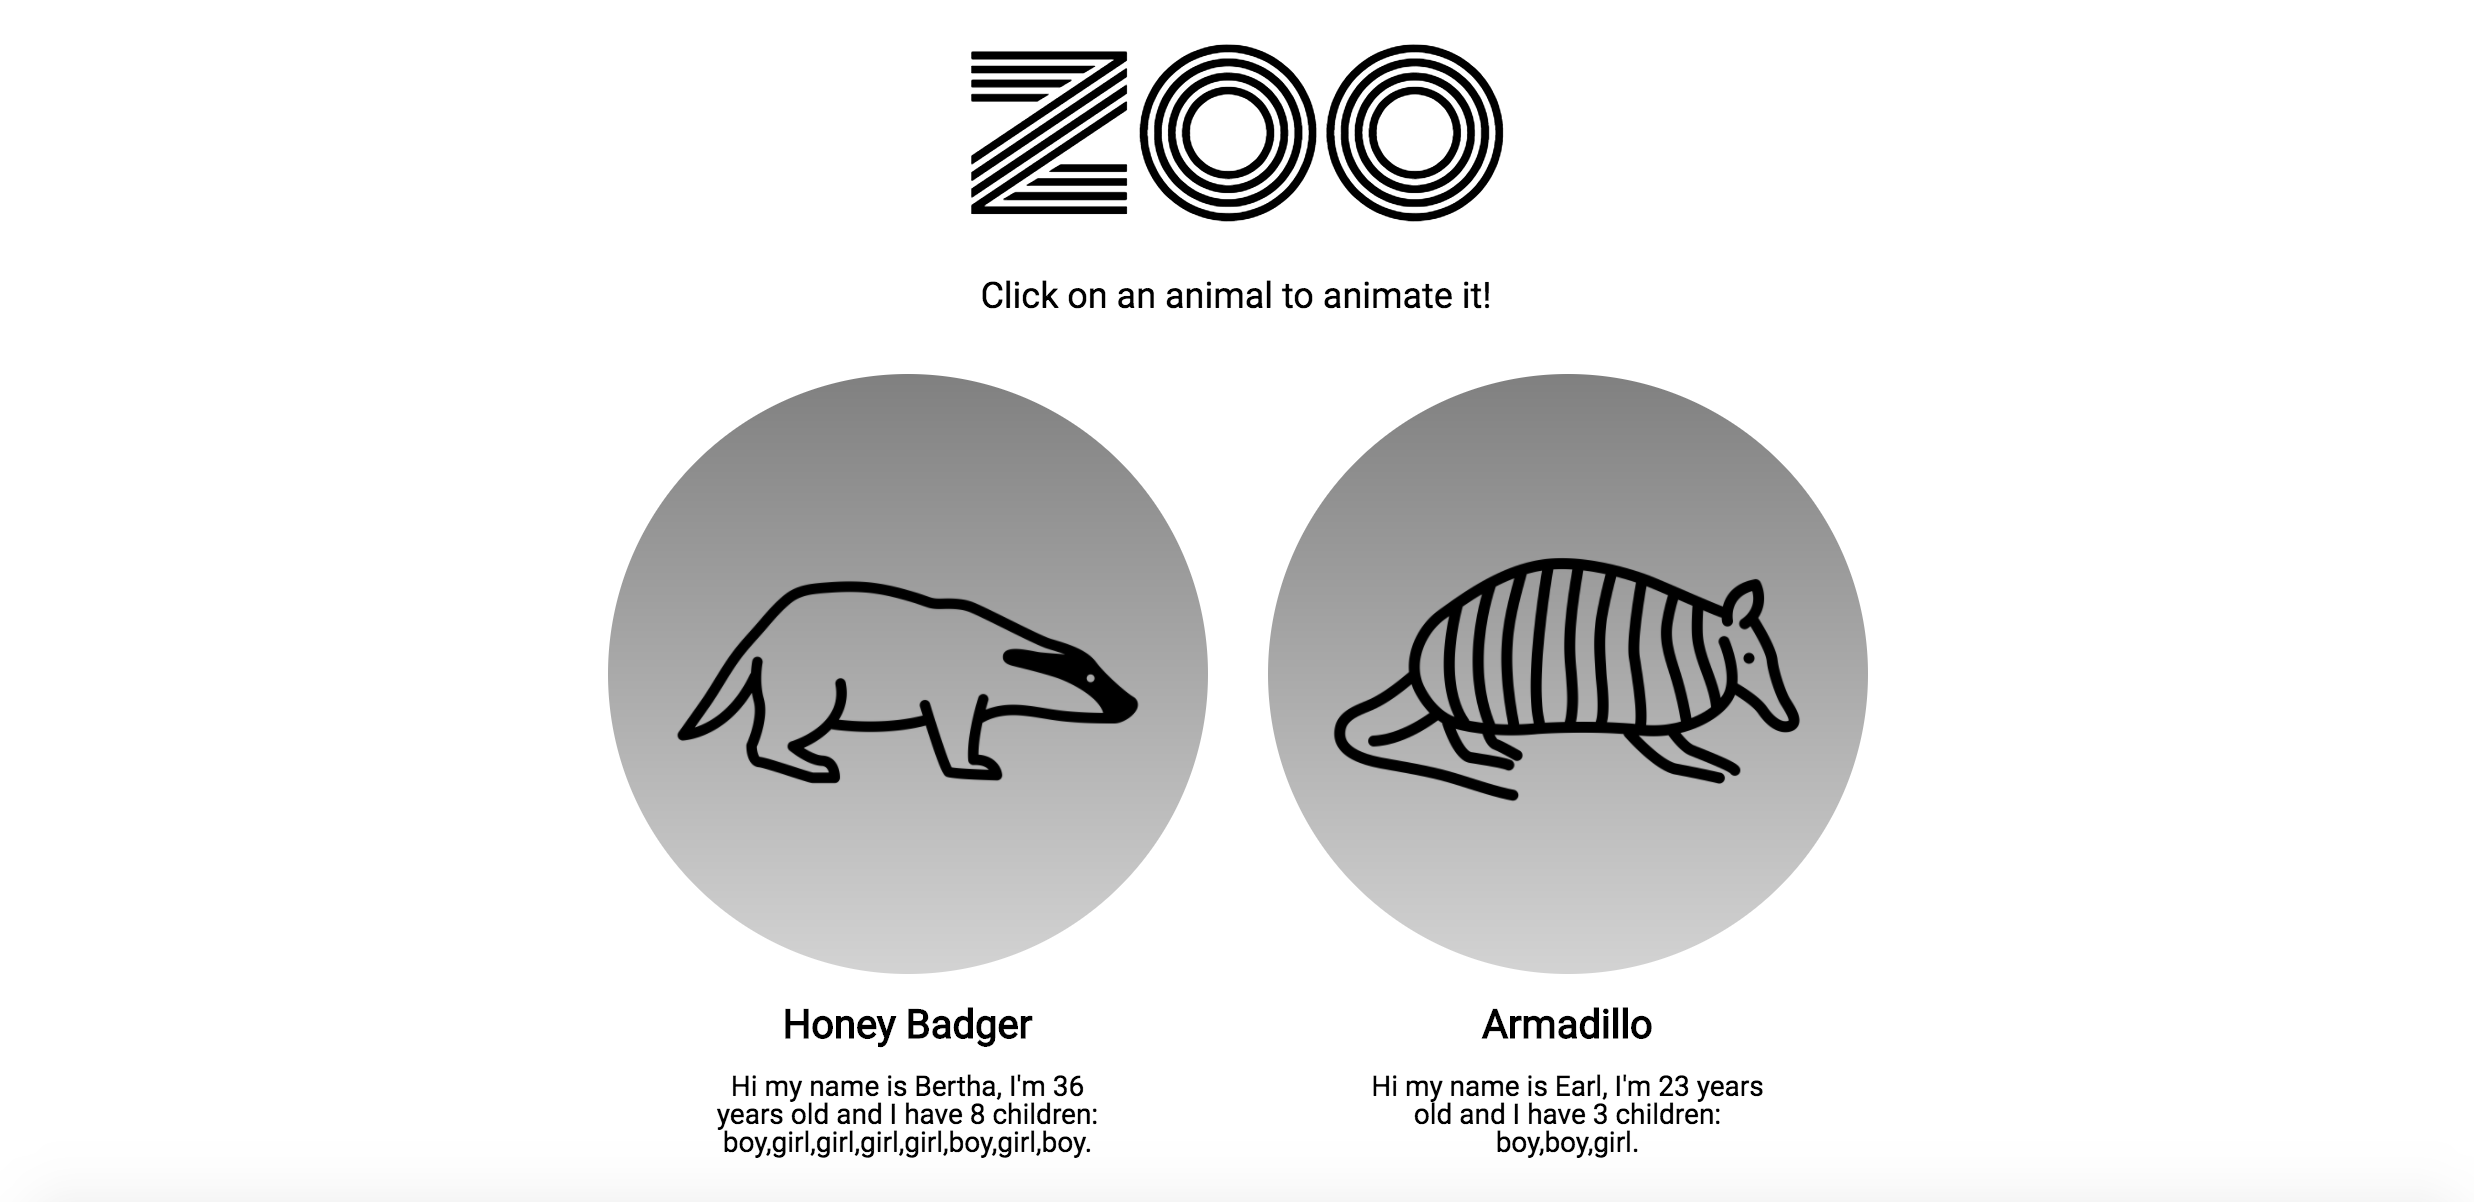 ZOO
Click on an animal to animate it!
Honey Badger
Hi my name is Bertha, I'm 36
years old and I have 8 children:
boy,girl,girl,girl,girl,boy,girl,boy.
Armadillo
Hi my name is Earl, I'm 23 years
old and I have 3 children:
boy,boy,girl.